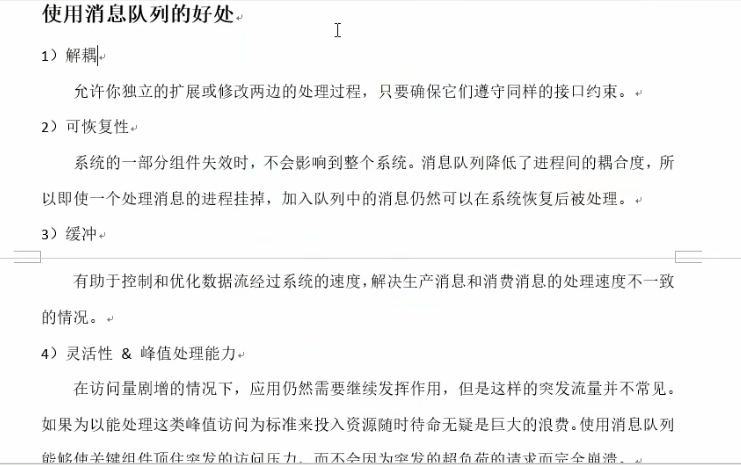 使用消息队列的好处
1）解耦
允许你独立的扩展或修改两边的处理过程，只要确保它们遵守同样的接口约束。
2）可恢复性
系统的一部分组件失效时，不会影响到整个系统。消息队列降低了进程间的耦合度，所
以即使一个处理消息的进程挂掉，加入队列中的消息仍然可以在系统恢复后被处理。
3）缓冲
有助于控制和优化数据流经过系统的速度，解决生产消息和消费消息的处理速度不一致
的情况。
4）灵活性 & 峰值处理能力
在访问量剧增的情况下，应用仍然需要继续发挥作用，但是这样的突发流量并不常见。
如果为以能处理这类峰值访问为标准来投入资源随时待命无疑是巨大的浪费。使用消息队列
能够使关键组件顶住突发的访问压力，而不会因为突发的超负荷的请求而完全崩溃。